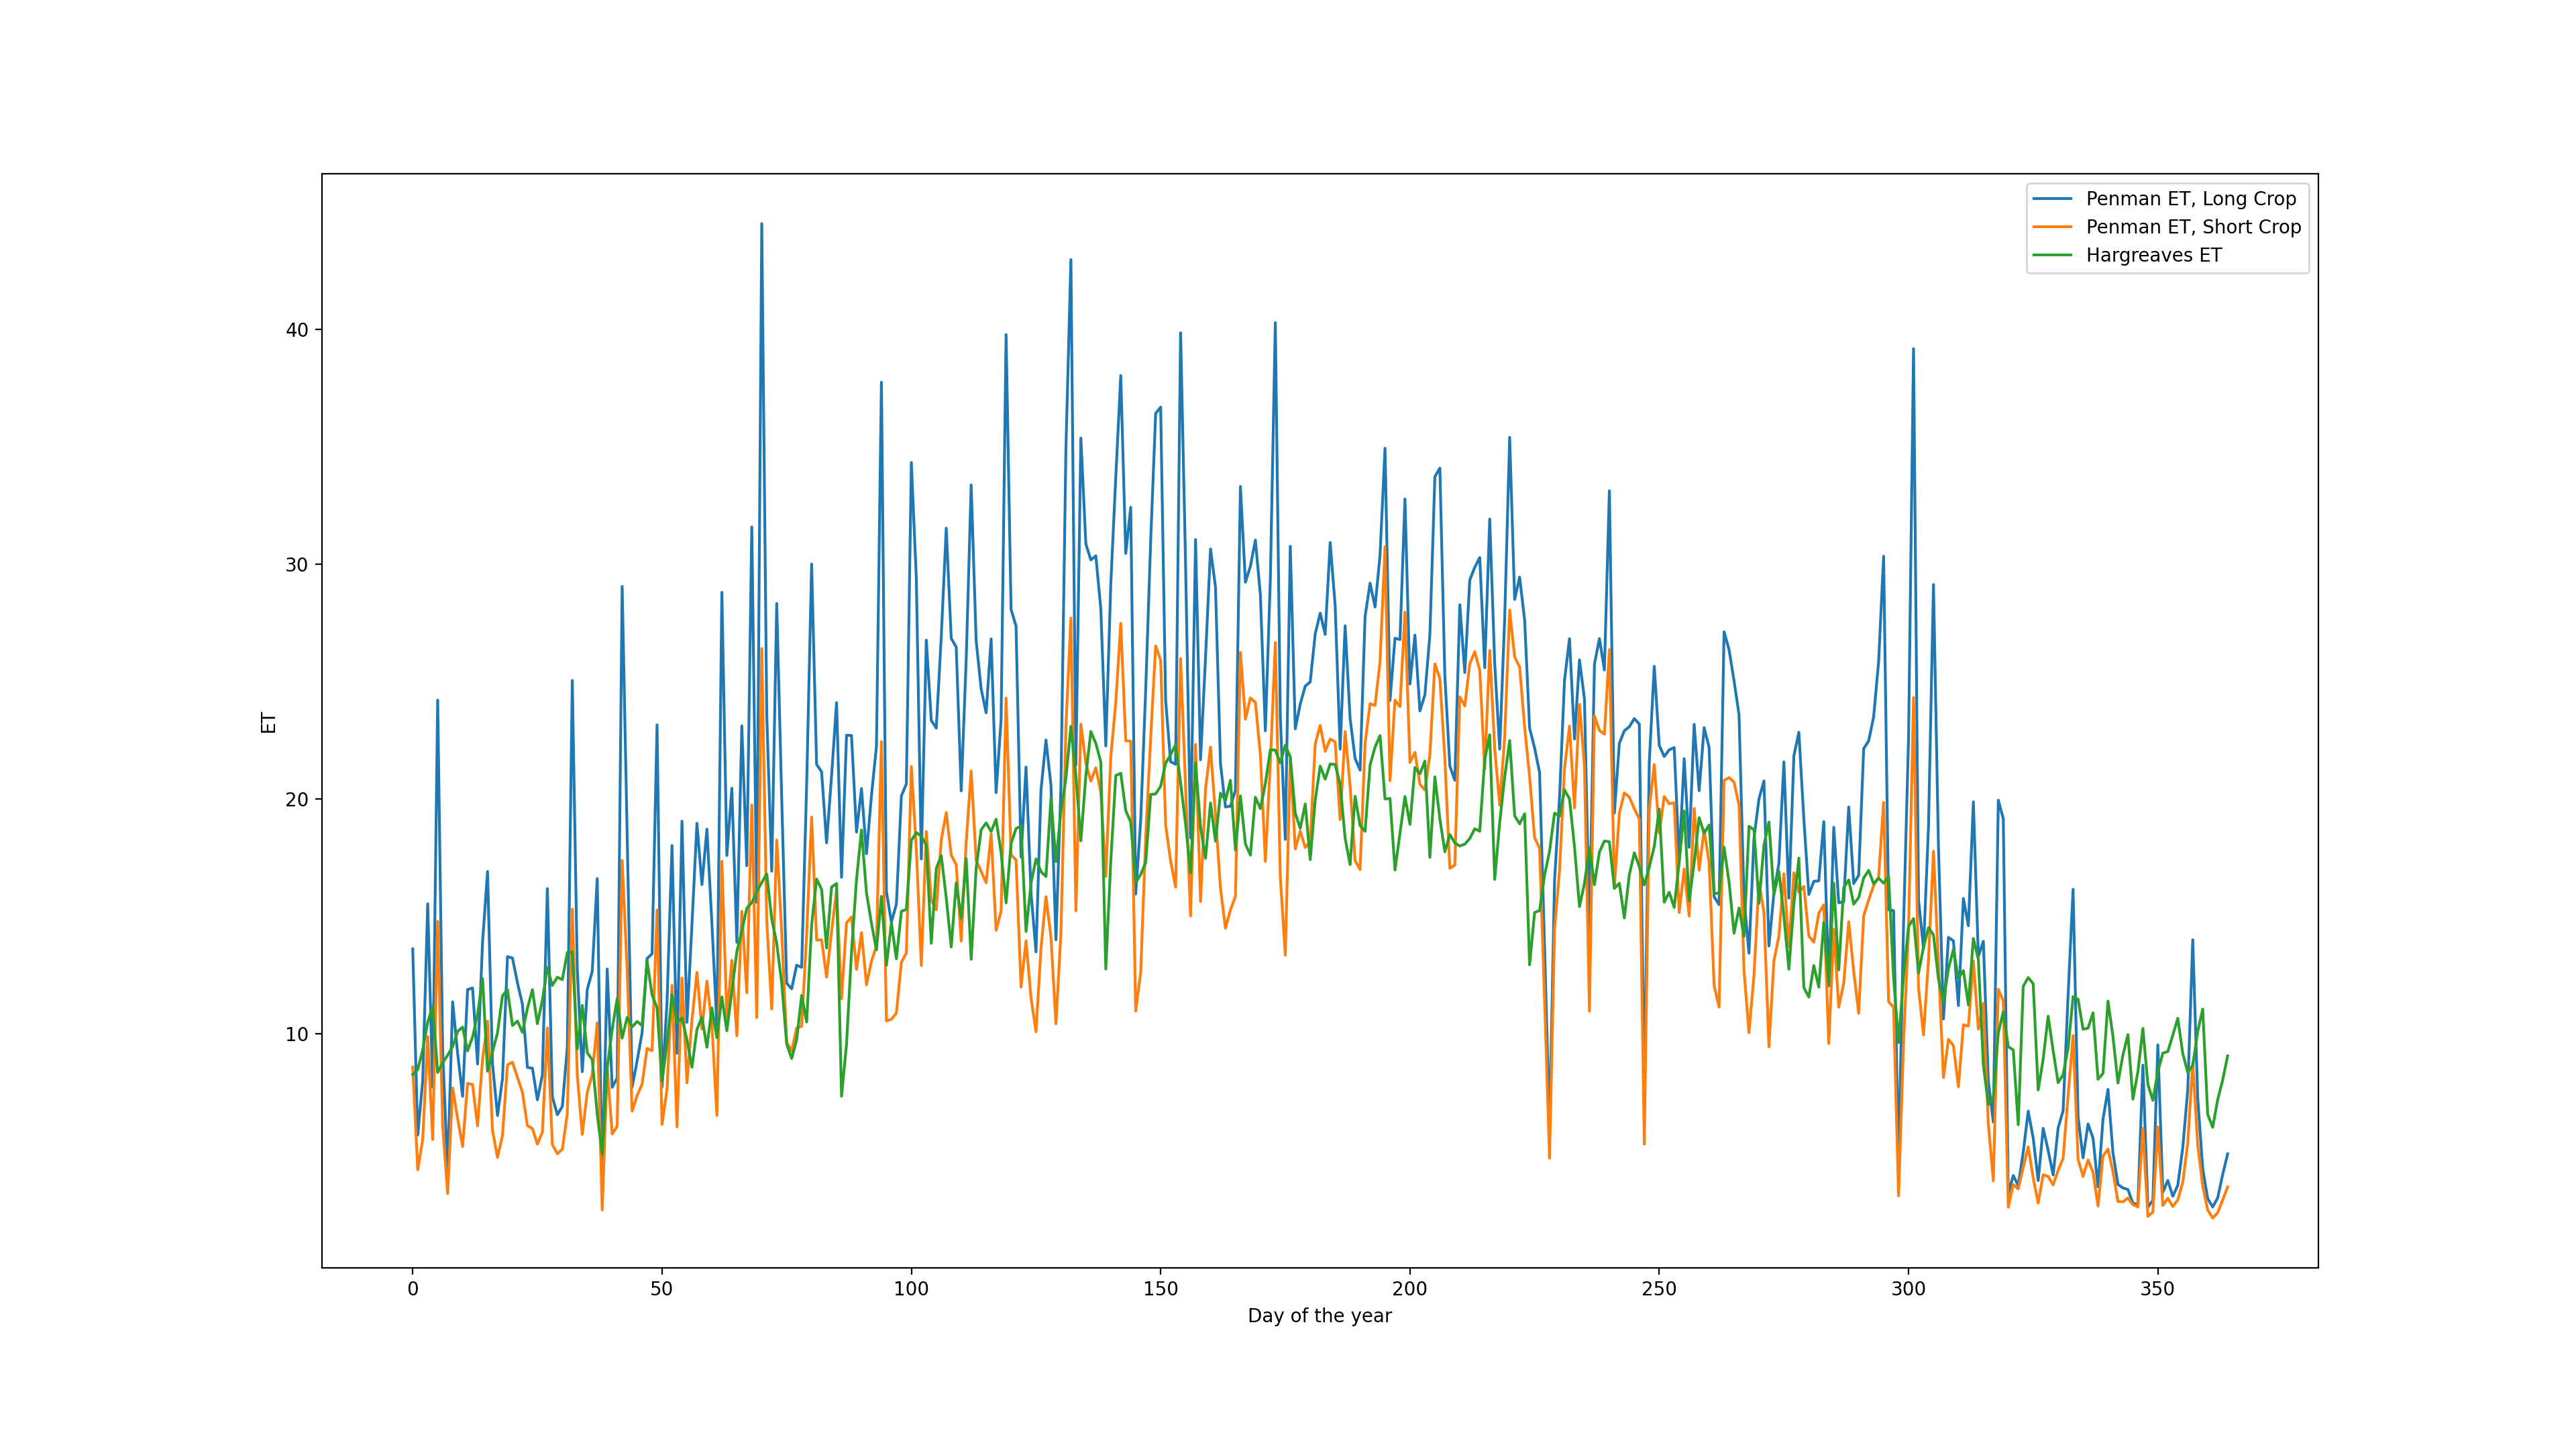 Penman ET, Long Crop
Penman ET, Short Crop
Hargreaves ET
40
30
20
10
ET
0 50 100 150 200 250 300 350
Day of the year